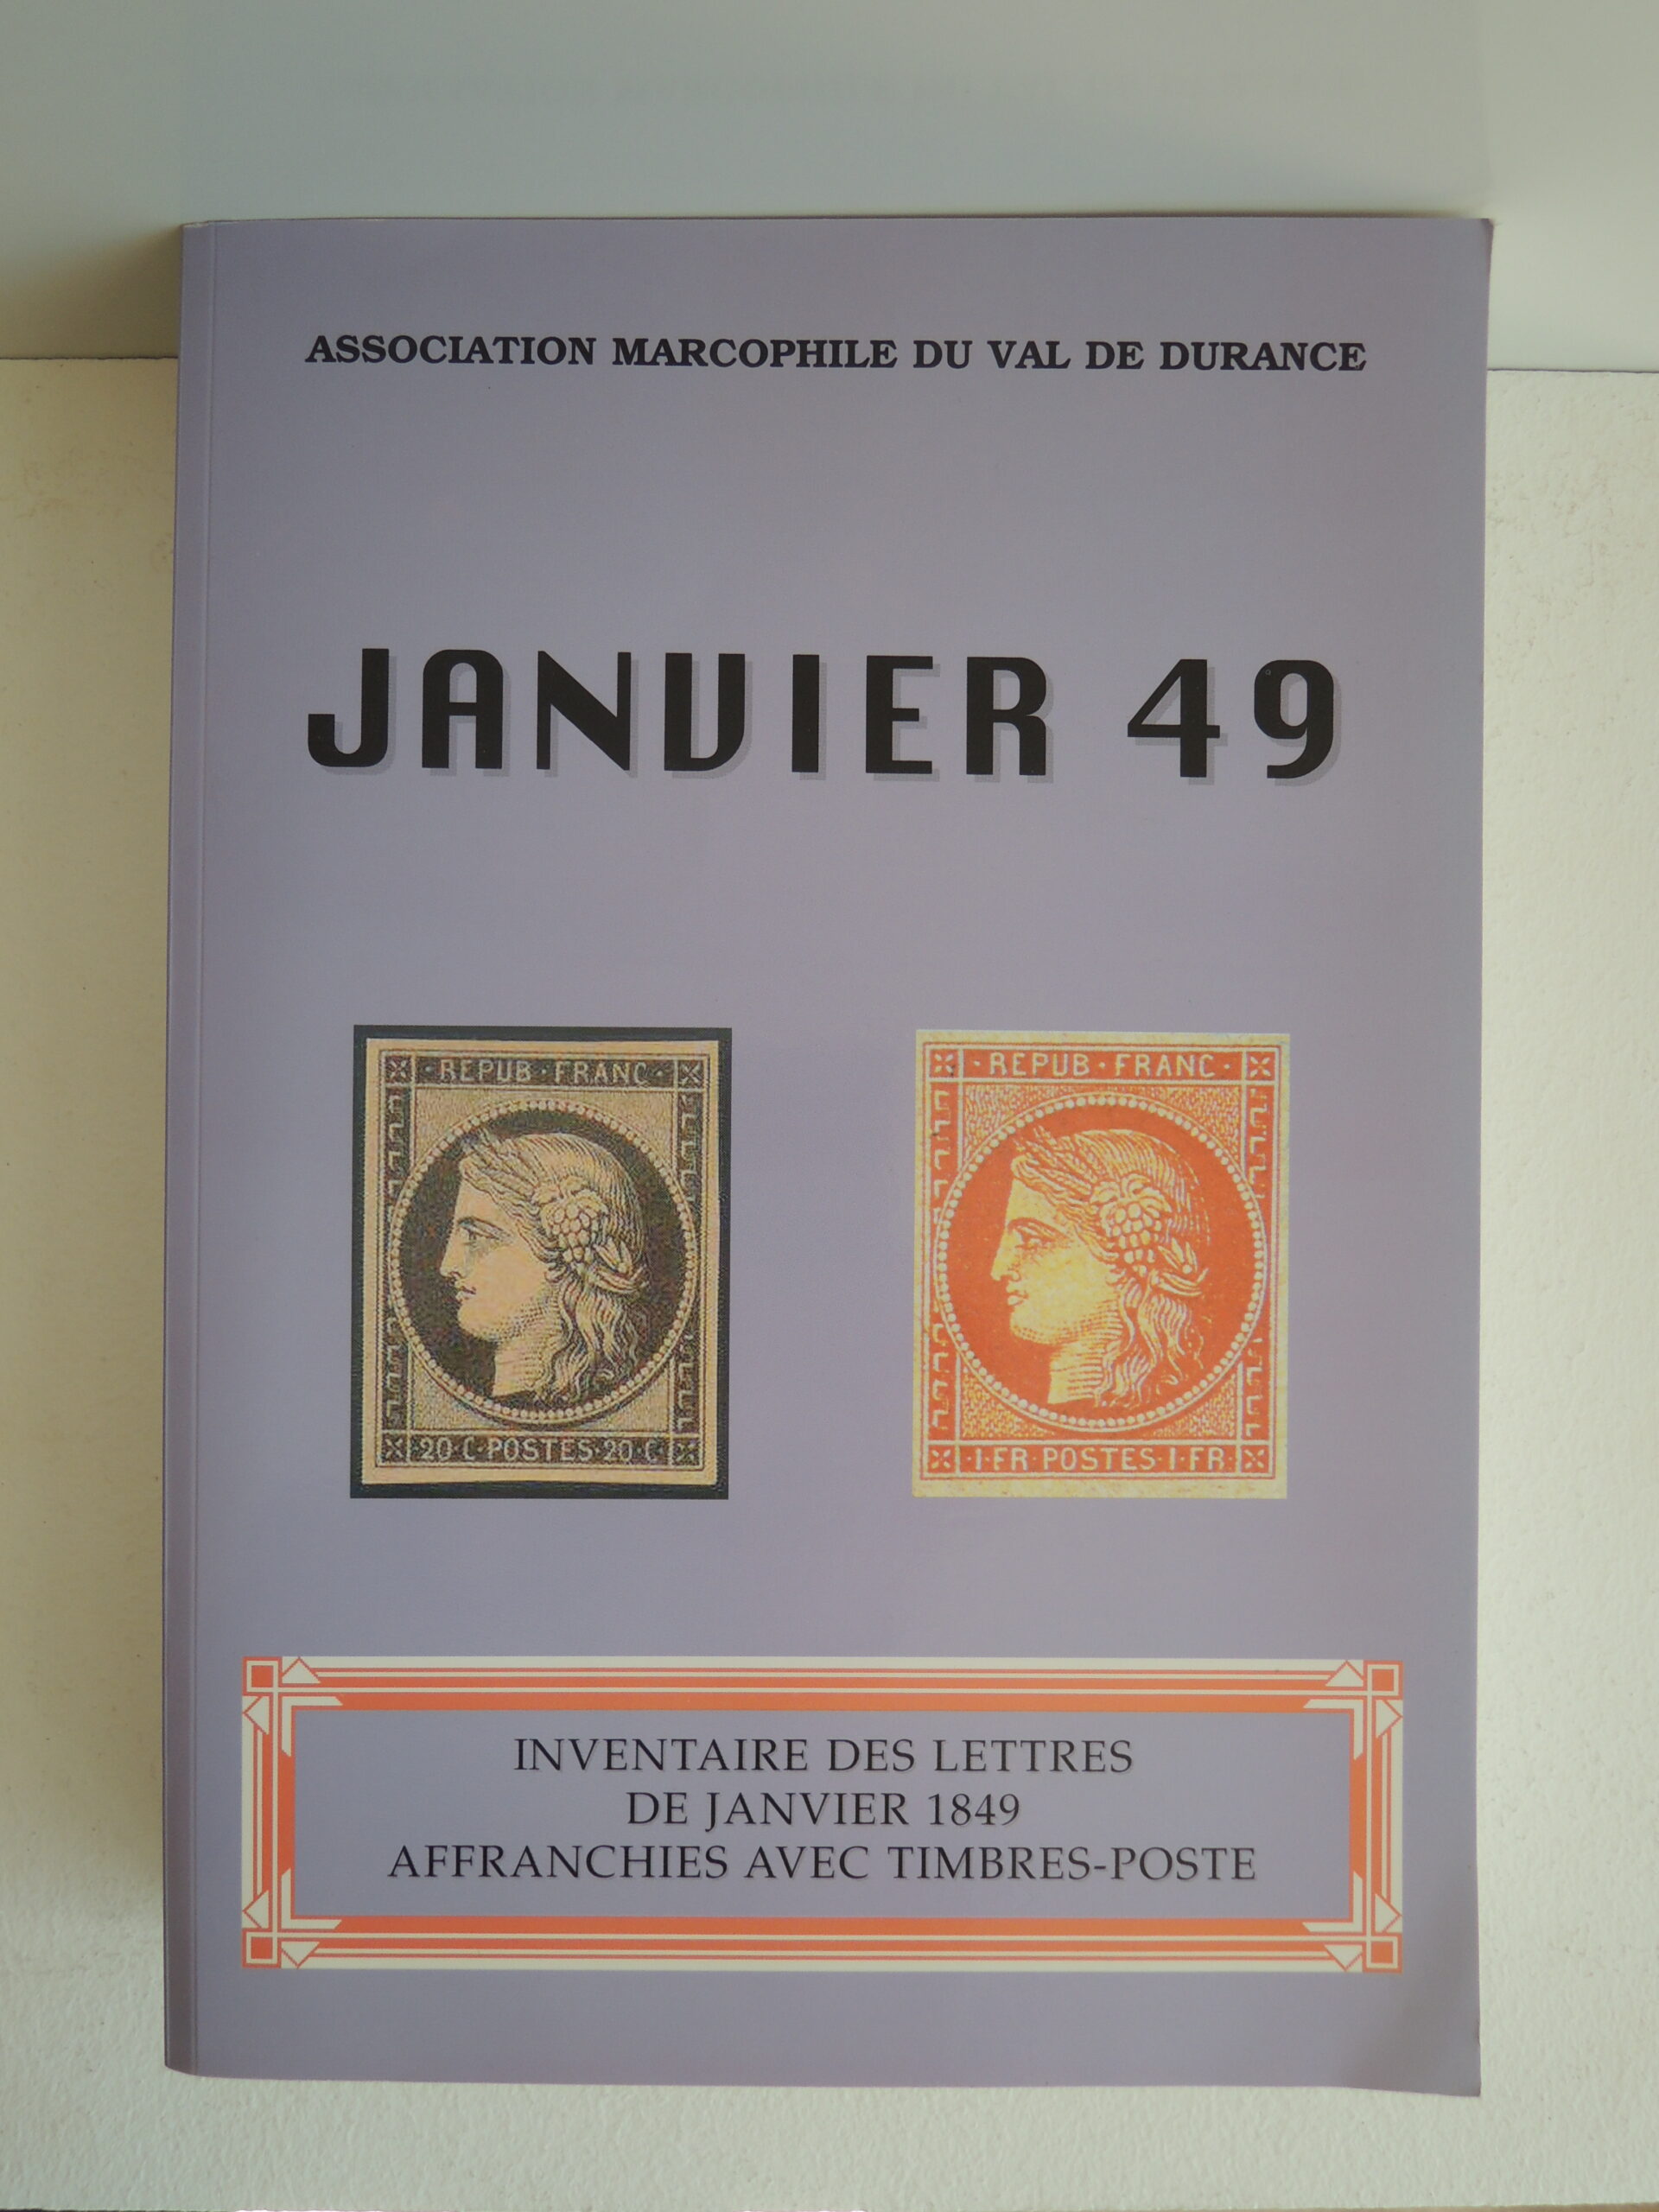 ASSOCIATION MARCOPHILE DU VAL DE DURANCE
JANVIER 49
· REPUB · FRANC ·
20 · C · POSTES · 20 · C ·
· REPUB · FRANC ·
· 1 · FR · POSTES · 1 · FR ·
INVENTAIRE DES LETTRES
DE JANVIER 1849
AFFRANCHIES AVEC TIMBRES-POSTE